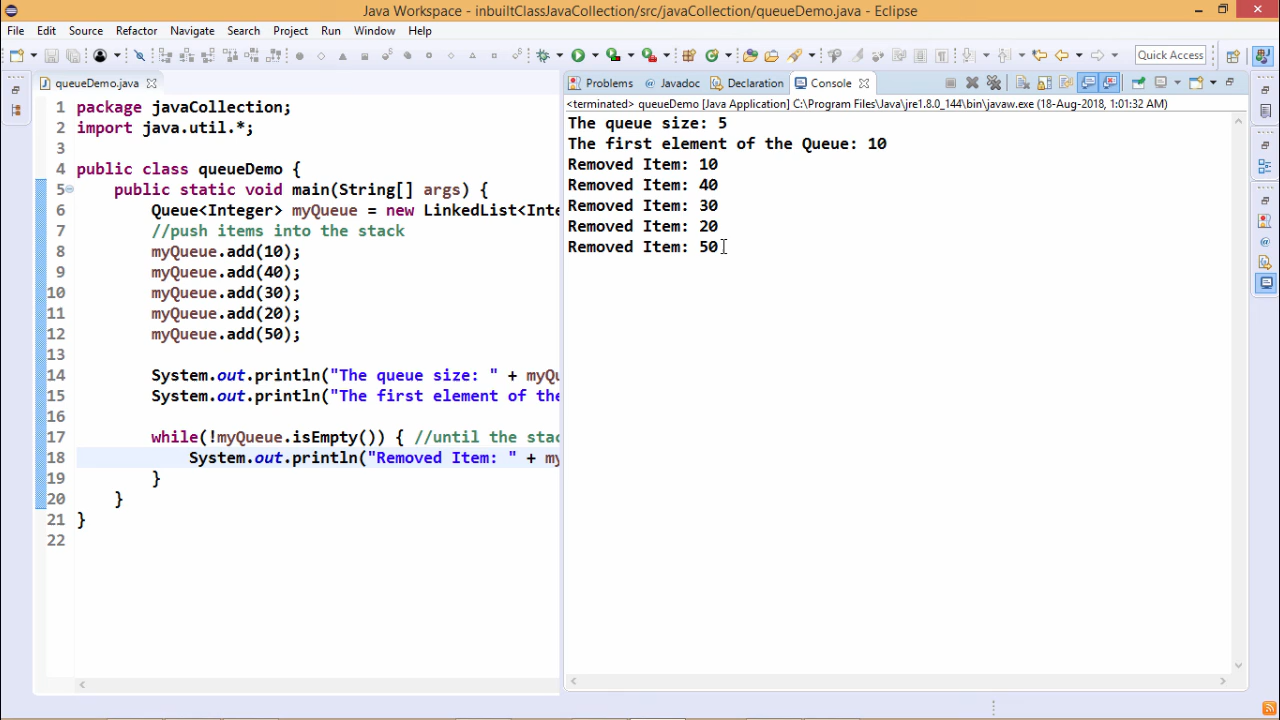 Java Workspace - inbuiltClassJavaCollection/src/javaCollection/queueDemo.java - Eclipse
File Edit Source Refactor Navigate Search Project Run Window Help
Quick Access
queueDemo.java
1 package javaCollection;
2 import java.util.*;
3
4 public class queueDemo {
5 public static void main(String[] args) {
6 Queue<Integer> myQueue = new LinkedList<Inte
7 //push items into the stack
8 myQueue.add(10);
9 myQueue.add(40);
10 myQueue.add(30);
11 myQueue.add(20);
12 myQueue.add(50);
13
14 System.out.println("The queue size: " + myQu
15 System.out.println("The first element of the
16
17 while(!myQueue.isEmpty()) { //until the stac
18 System.out.println("Removed Item: " + my
19 }
20 }
21 }
22
Problems @ Javadoc Declaration Console
<terminated> queueDemo [Java Application] C:\Program Files\Java\jre1.8.0_144\bin\javaw.exe (18-Aug-2018, 1:01:32 AM)
The queue size: 5
The first element of the Queue: 10
Removed Item: 10
Removed Item: 40
Removed Item: 30
Removed Item: 20
Removed Item: 50